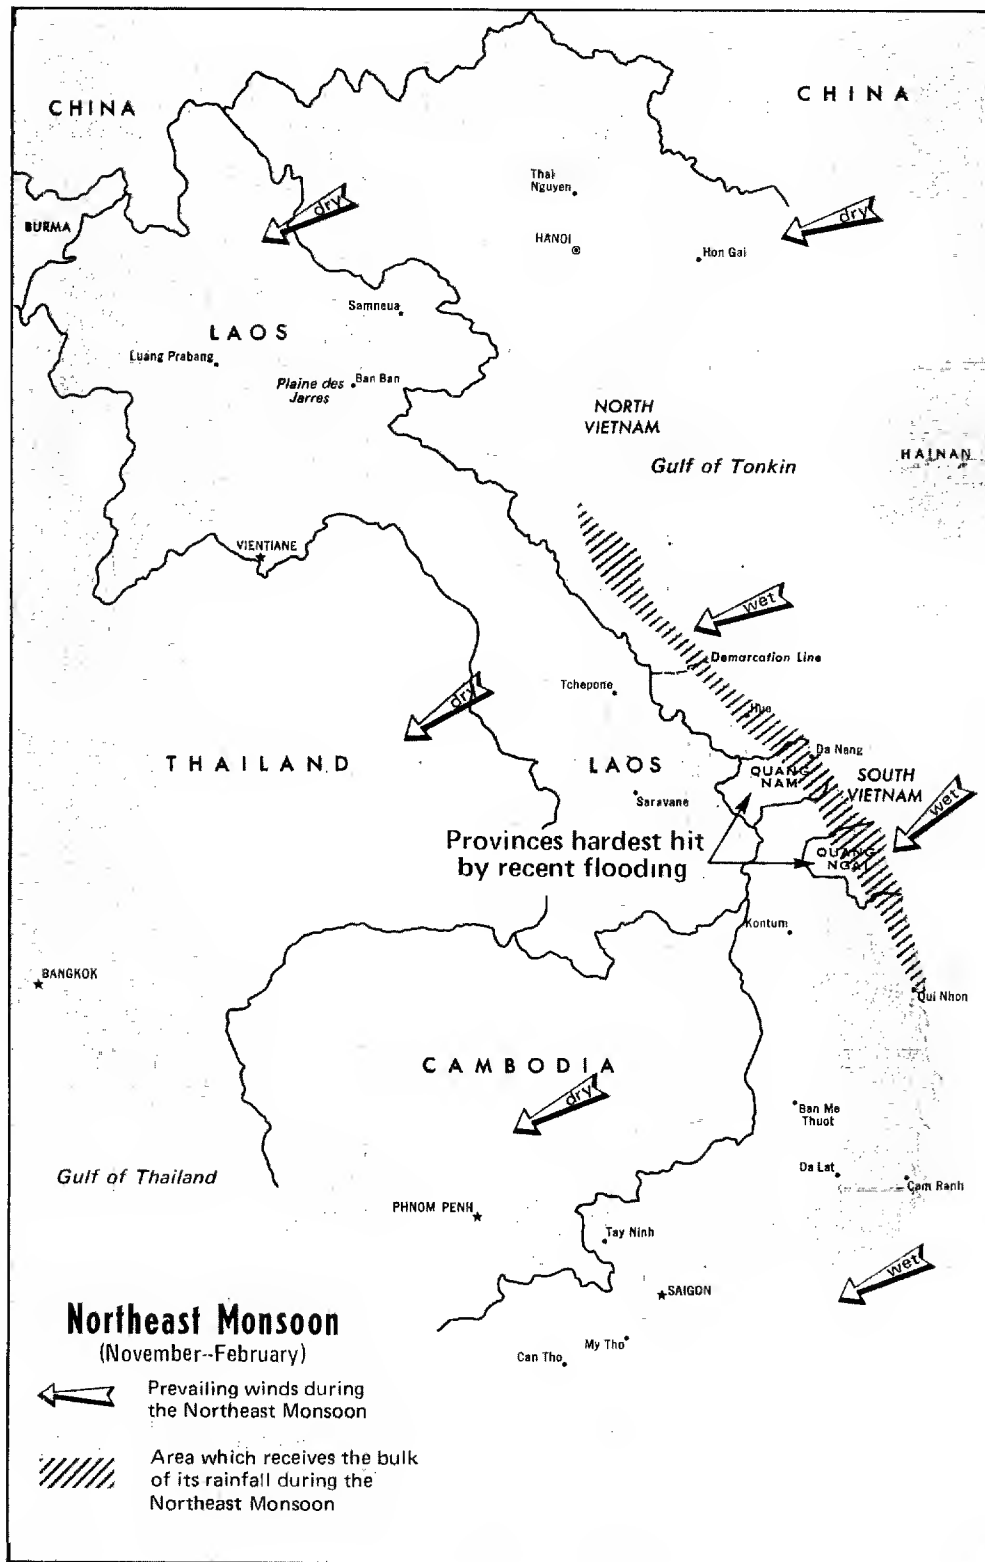 CHINA
CHINA
Thai
Nguyen
dry
dry
BURMA
HANOI
Hon Gai
Samneua
LAOS
Luang Prabang
Plaine des
Jarres
Ban Ban
NORTH
VIETNAM
Gulf of Tonkin
HAINAN
VIENTIANE
wet
Demarcation Line
Tchepone
dry
Hue
Da Nang
THAILAND
LAOS
QUANG
NAM
SOUTH
VIETNAM
Saravane
wet
Provinces hardest hit
by recent flooding
QUANG
NGAI
Kontum
BANGKOK
Qui Nhon
CAMBODIA
dry
Ban Me
Thuot
Gulf of Thailand
Da Lat
Cam Ranh
PHNOM PENH
Tay Ninh
wet
SAIGON
Northeast Monsoon
(November--February)
My Tho
Can Tho
Prevailing winds during
the Northeast Monsoon
Area which receives the bulk
of its rainfall during the
Northeast Monsoon